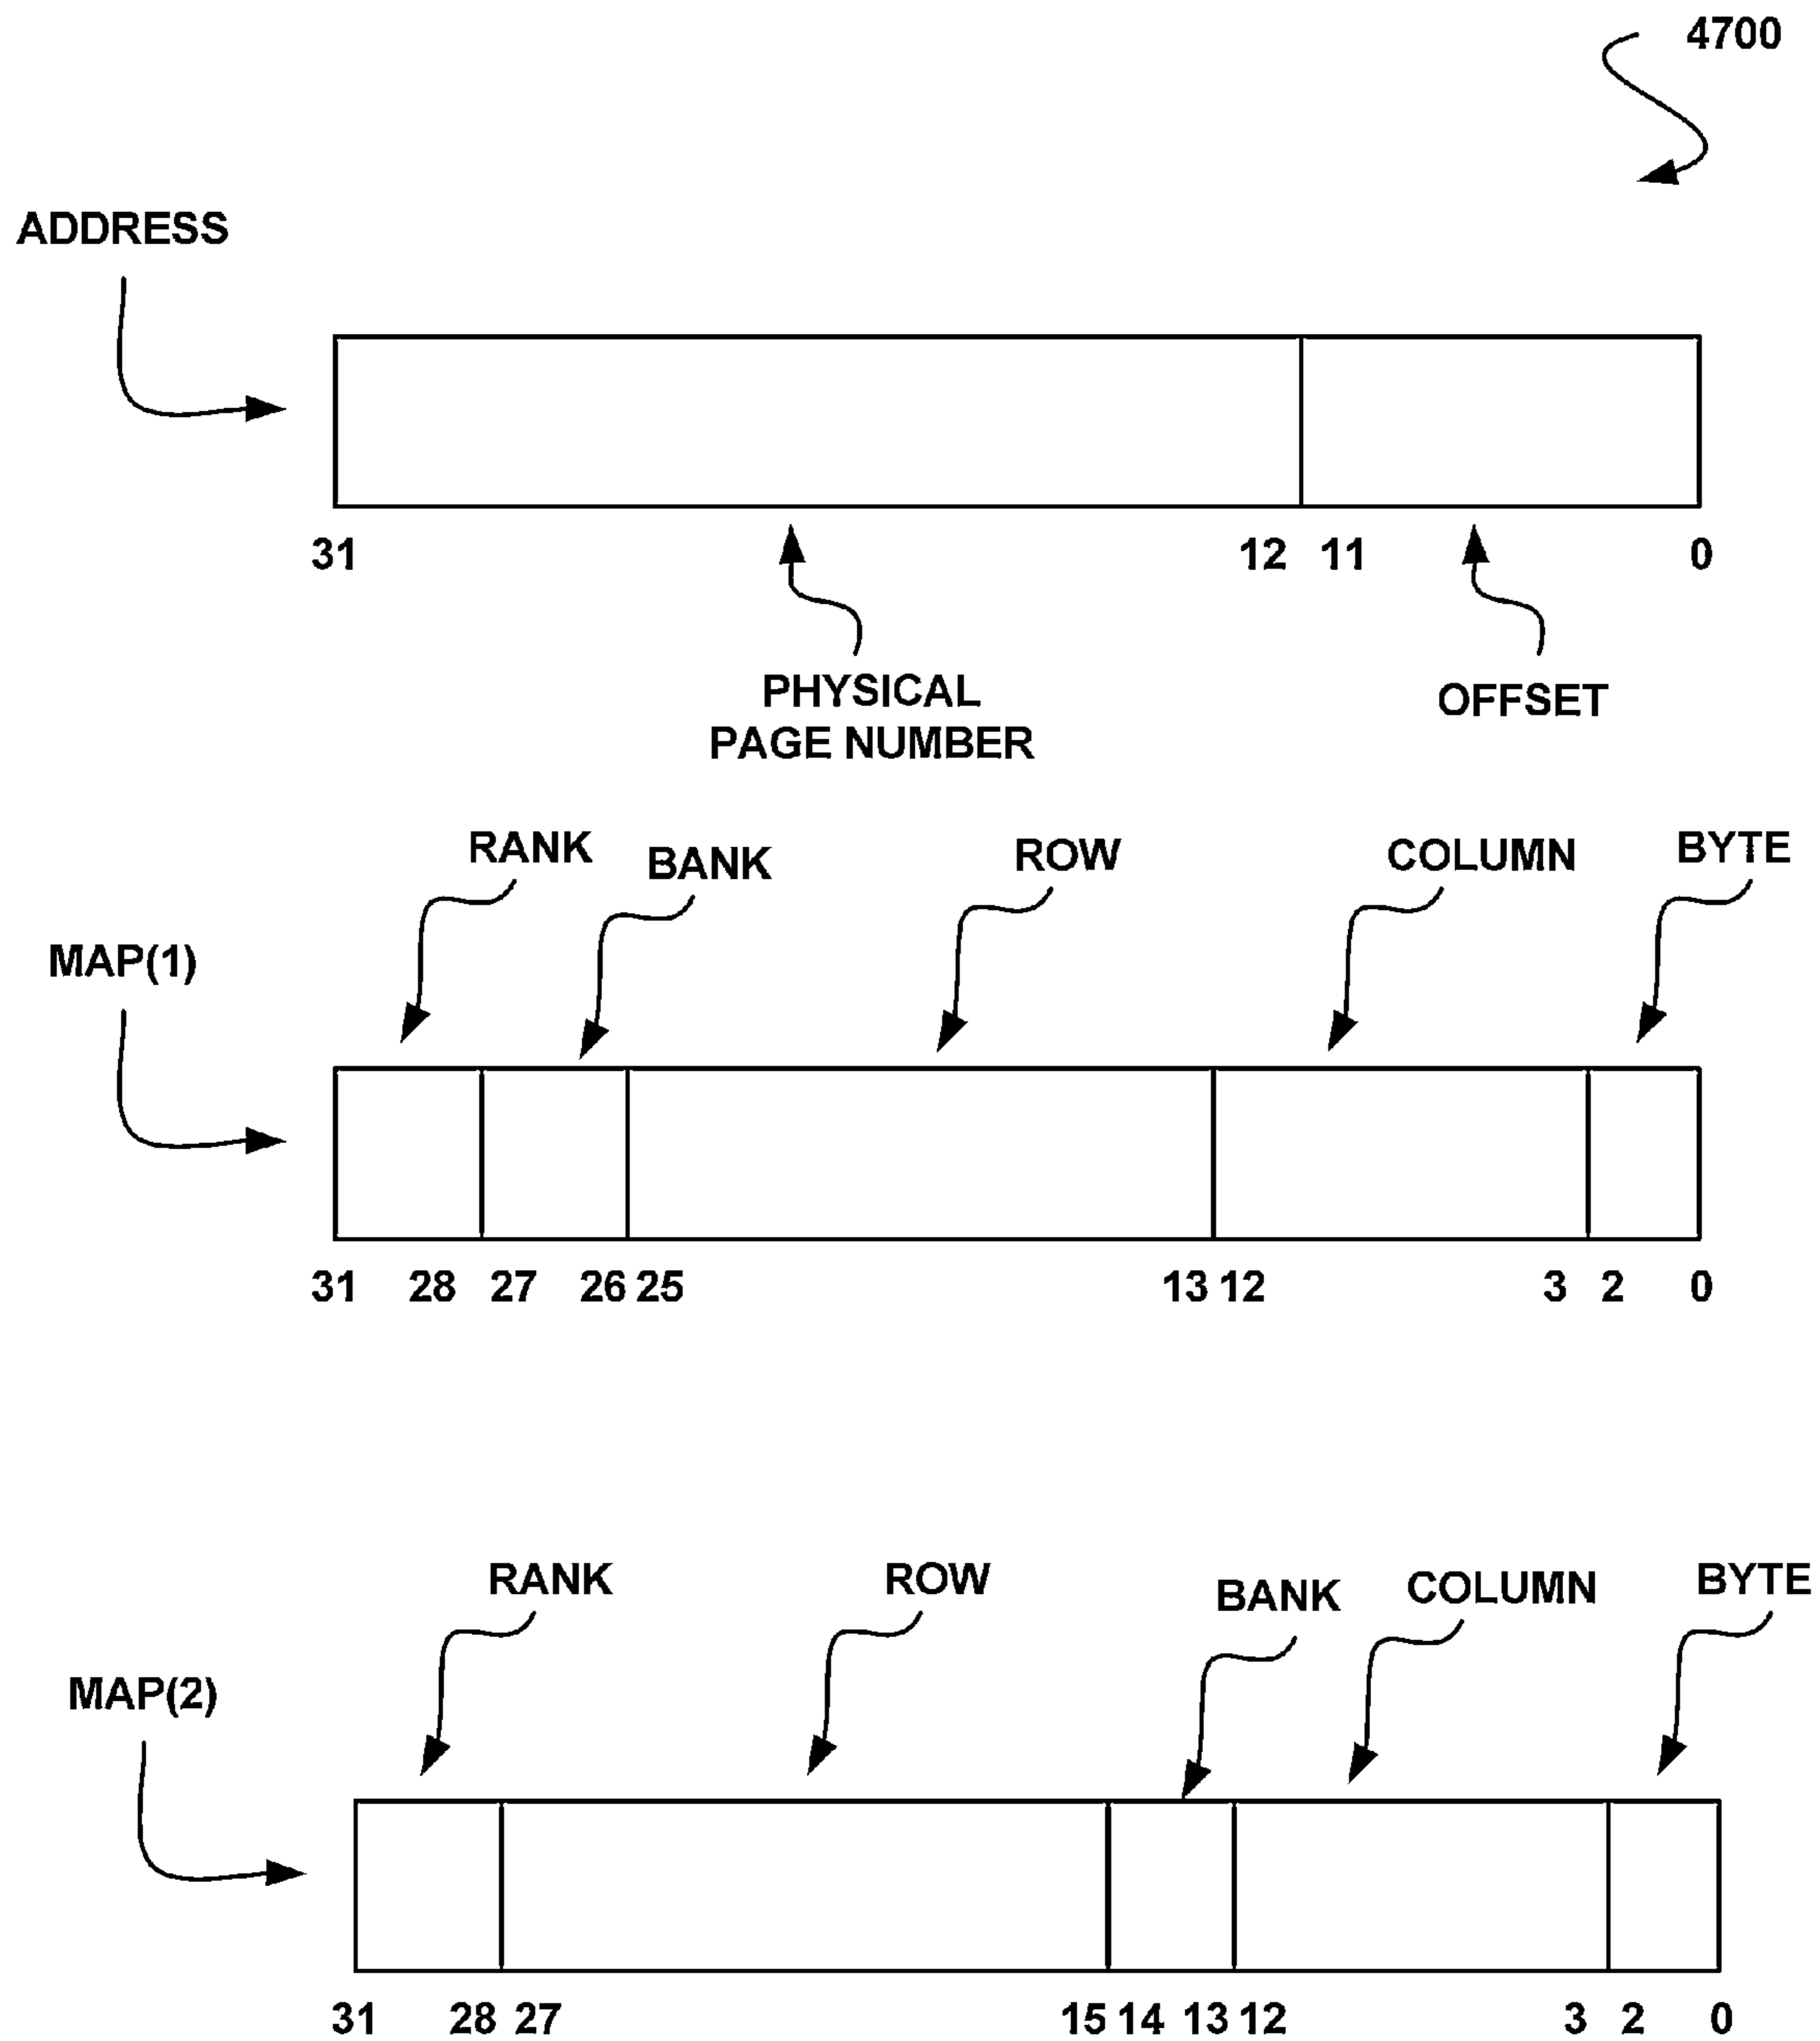 4700
ADDRESS
31 12 11 0
PHYSICAL
PAGE NUMBER
OFFSET
RANK BANK ROW COLUMN BYTE
MAP(1)
31 28 27 26 25 13 12 3 2 0
RANK ROW BANK COLUMN BYTE
MAP(2)
31 28 27 15 14 13 12 3 2 0